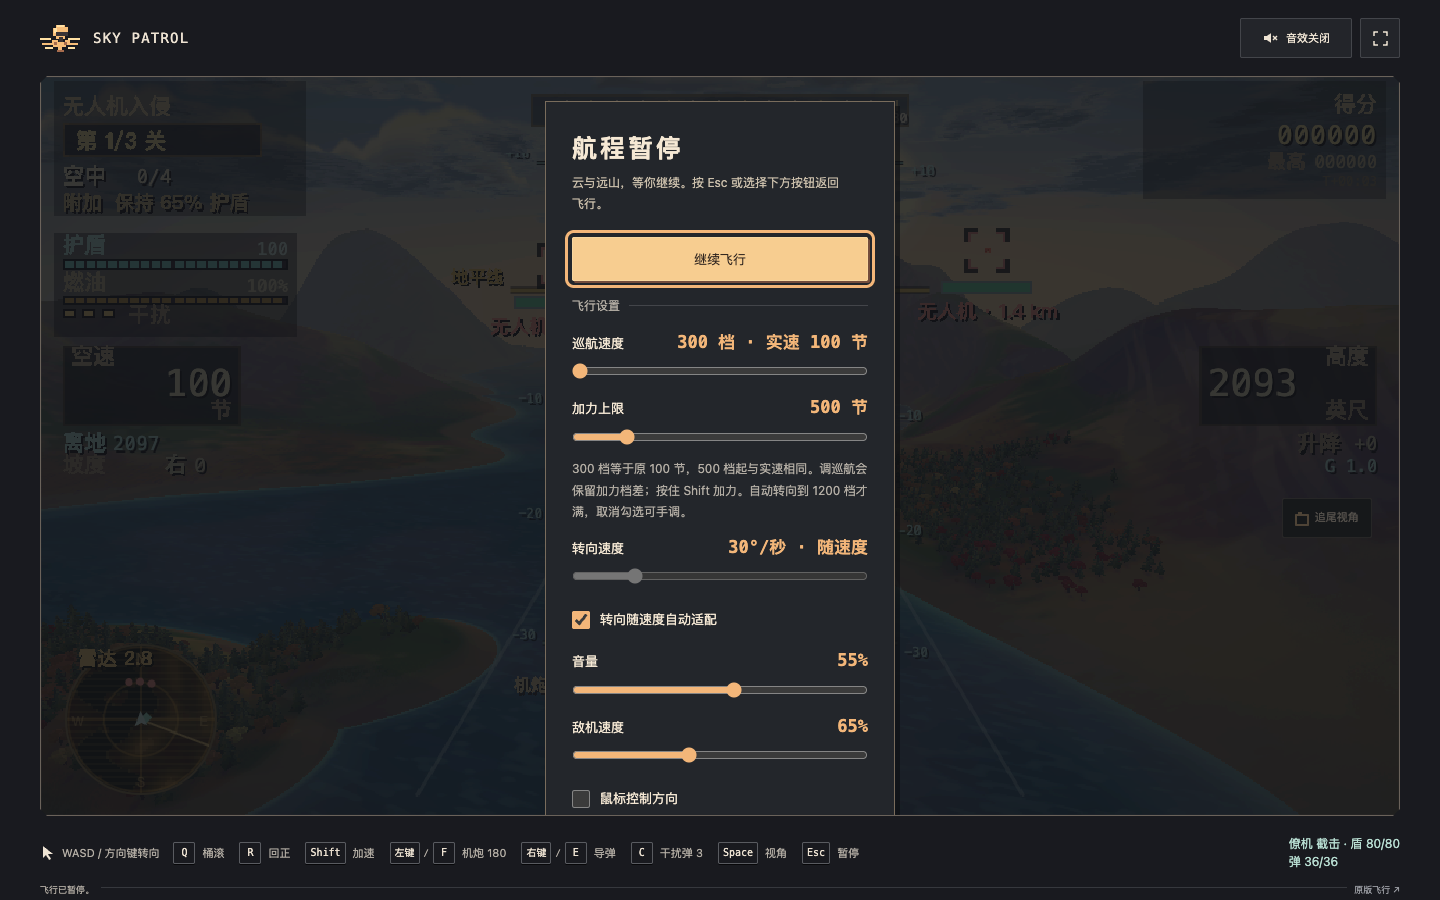 SKY PATROL
音效关闭
无人机入侵
第 1/3 关
空中 0/4
附加 保持 65% 护盾
护盾 100
燃油 100%
干扰
空速
100
节
离地 2097
坡度 右 0
得分
000000
最高 000000
地平线
无人机 · 1.4 km
高度
2093
英尺
升降 +0
G 1.0
追尾视角
+10
-10
-10
-20
-20
-30
-30
雷达 2.8
W
E
S
航程暂停
云与远山，等你继续。按 Esc 或选择下方按钮返回
飞行。
继续飞行
飞行设置
巡航速度 300 档 · 实速 100 节
加力上限 500 节
300 档等于原 100 节，500 档起与实速相同。调巡航会
保留加力档差；按住 Shift 加力。自动转向到 1200 档才
满，取消勾选可手调。
转向速度 30°/秒 · 随速度
转向随速度自动适配
音量 55%
敌机速度 65%
鼠标控制方向
WASD / 方向键转向 Q 桶滚 R 回正 Shift 加速 左键 / F 机炮 180 右键 / E 导弹 C 干扰弹 3 Space 视角 Esc 暂停
僚机 截击 · 盾 80/80
弹 36/36
飞行已暂停。
原版飞行 ↗